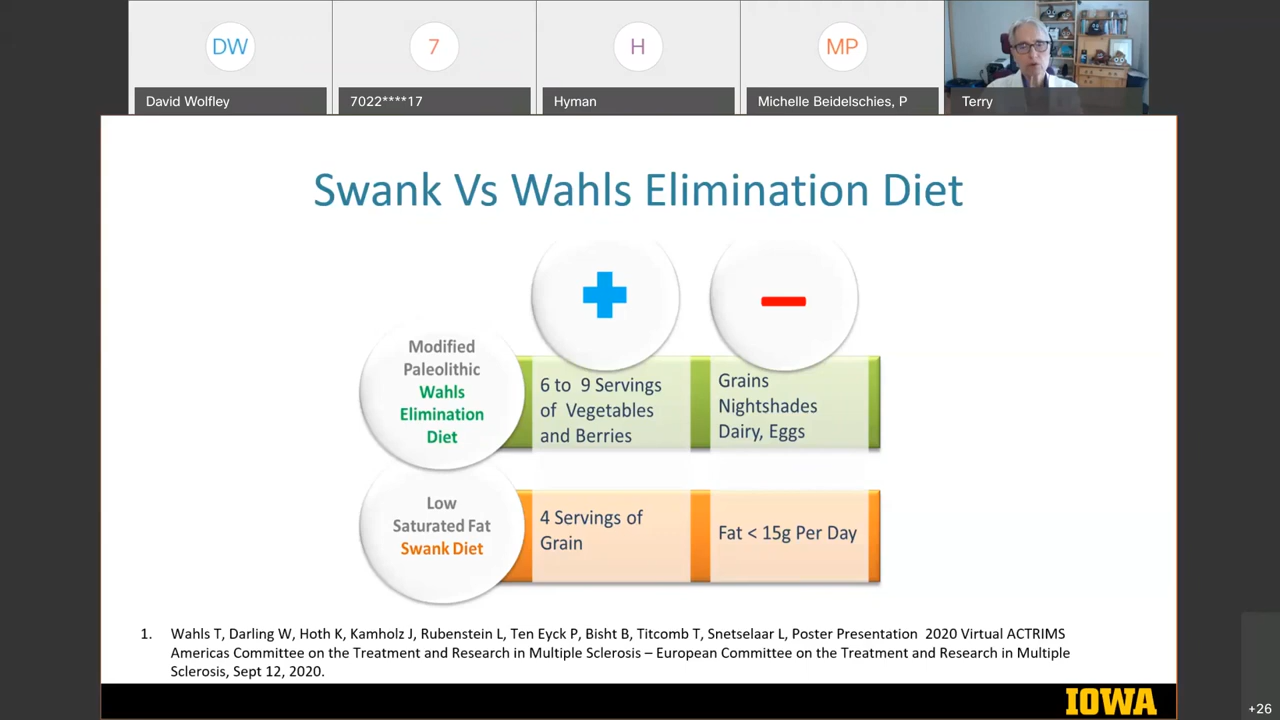 DW
7
H
MP
David Wolfley
7022****17
Hyman
Michelle Beidelschies, P
Terry
Swank Vs Wahls Elimination Diet
Modified
Paleolithic
Wahls
Elimination
Diet
6 to 9 Servings
of Vegetables
and Berries
Grains
Nightshades
Dairy, Eggs
Low
Saturated Fat
Swank Diet
4 Servings of
Grain
Fat < 15g Per Day
1. Wahls T, Darling W, Hoth K, Kamholz J, Rubenstein L, Ten Eyck P, Bisht B, Titcomb T, Snetselaar L, Poster Presentation 2020 Virtual ACTRIMS
Americas Committee on the Treatment and Research in Multiple Sclerosis – European Committee on the Treatment and Research in Multiple
Sclerosis, Sept 12, 2020.
IOWA
+26